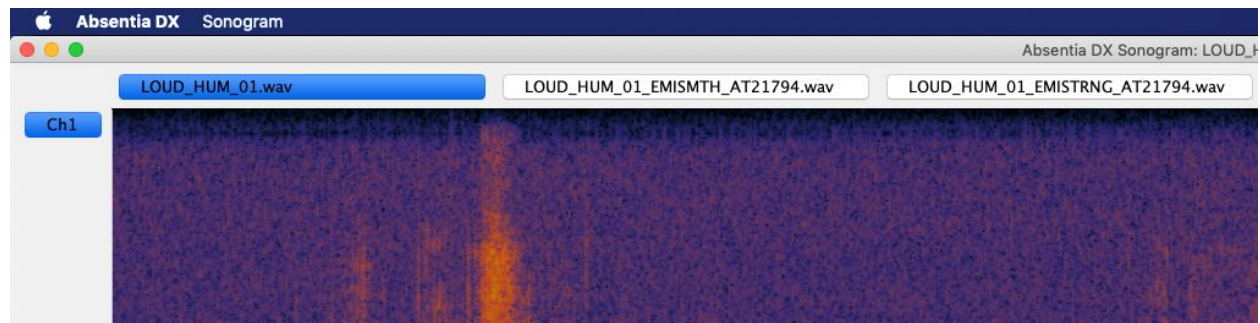 Absentia DX Sonogram
Absentia DX Sonogram: LOUD_H
LOUD_HUM_01.wav LOUD_HUM_01_EMISMTH_AT21794.wav LOUD_HUM_01_EMISTRNG_AT21794.wav
Ch1